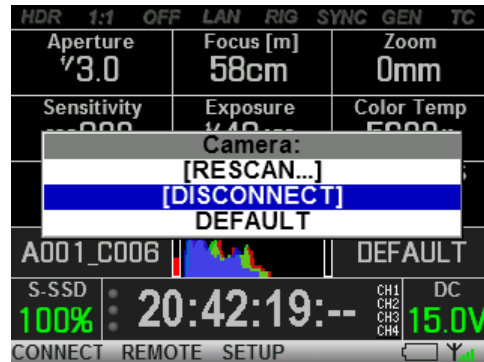 HDR 1:1 OFF LAN RIG SYNC GEN TC
Aperture Focus [m] Zoom
f/3.0 58cm 0mm
Sensitivity Exposure Color Temp
Camera:
[RESCAN...]
[DISCONNECT]
DEFAULT
A001_C006 DEFAULT
S-SSD CH1 DC
CH2
100% 20:42:19:-- CH3 15.0V
CH4
CONNECT REMOTE SETUP